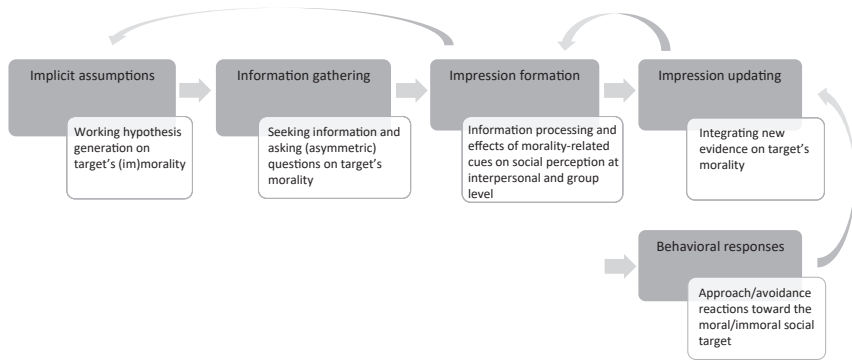 Implicit assumptions
Working hypothesis
generation on
target's (im)morality
Information gathering
Seeking information and
asking (asymmetric)
questions on target's
morality
Impression formation
Information processing and
effects of morality-related
cues on social perception at
interpersonal and group
level
Impression updating
Integrating new
evidence on target's
morality
Behavioral responses
Approach/avoidance
reactions toward the
moral/immoral social
target